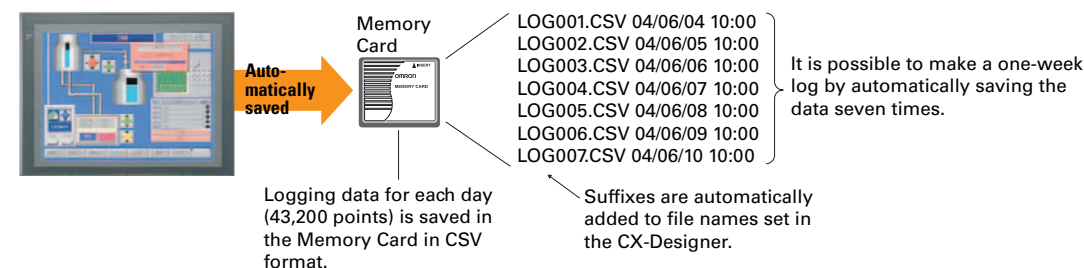 Memory
Card
Auto-
matically
saved
INSERT
OMRON
MEMORY CARD
LOG001.CSV 04/06/04 10:00
LOG002.CSV 04/06/05 10:00
LOG003.CSV 04/06/06 10:00
LOG004.CSV 04/06/07 10:00
LOG005.CSV 04/06/08 10:00
LOG006.CSV 04/06/09 10:00
LOG007.CSV 04/06/10 10:00
It is possible to make a one-week
log by automatically saving the
data seven times.
Logging data for each day
(43,200 points) is saved in
the Memory Card in CSV
format.
Suffixes are automatically
added to file names set in
the CX-Designer.